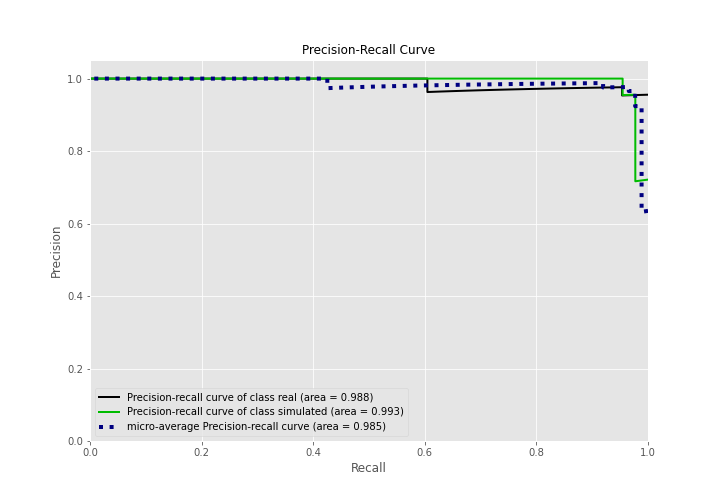 Precision-Recall Curve
1.0
0.8
0.6
0.4
0.2
0.0
Precision
Precision-recall curve of class real (area = 0.988)
Precision-recall curve of class simulated (area = 0.993)
micro-average Precision-recall curve (area = 0.985)
0.0 0.2 0.4 0.6 0.8 1.0
Recall